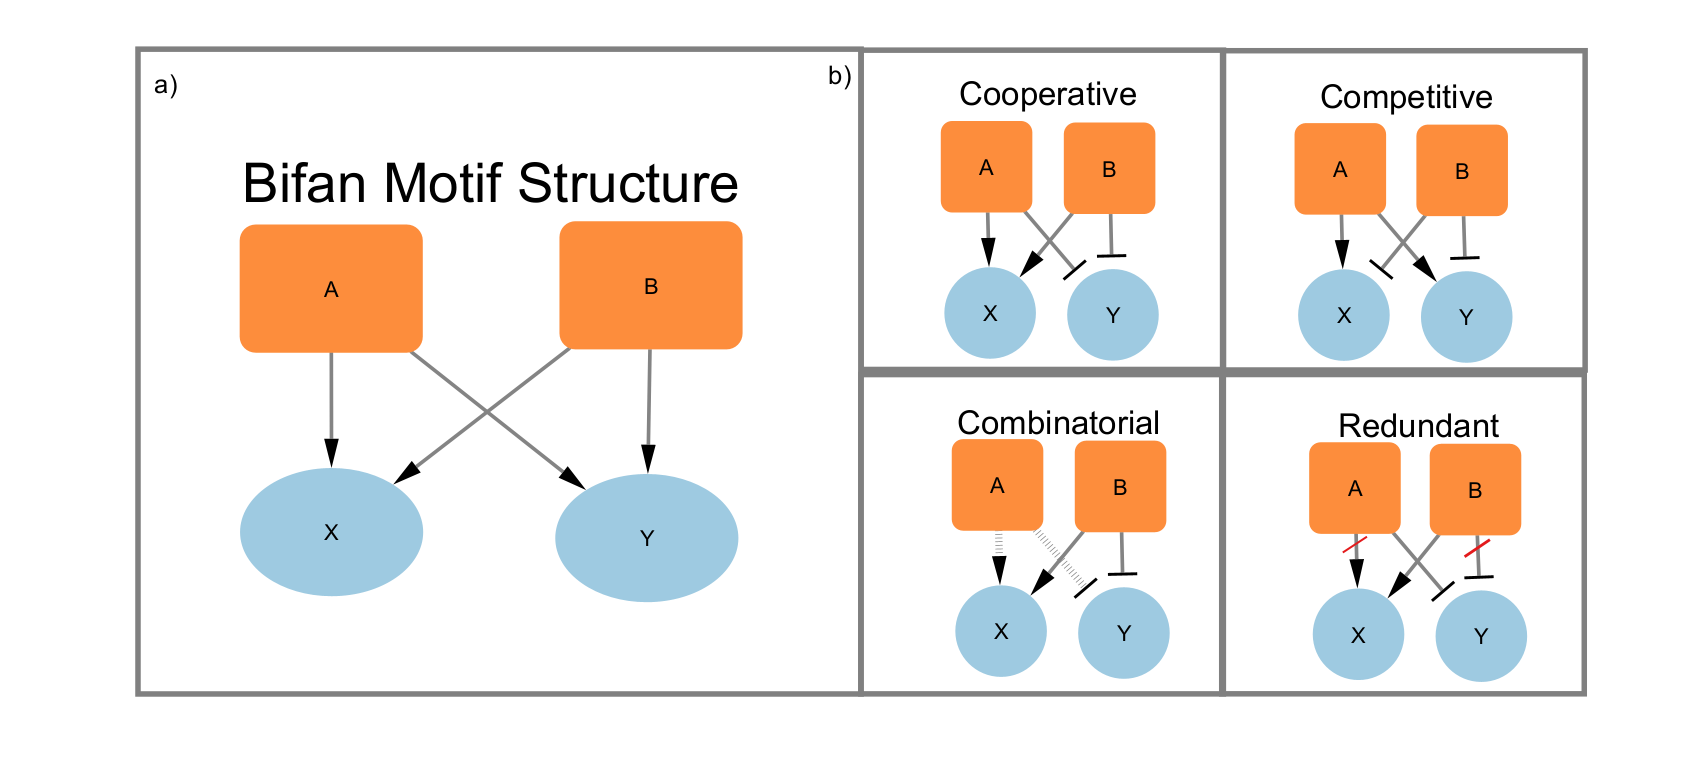 a)
Bifan Motif Structure
A
B
X
Y
b)
Cooperative
A
B
X
Y
Competitive
A
B
X
Y
Combinatorial
A
B
X
Y
Redundant
A
B
X
Y